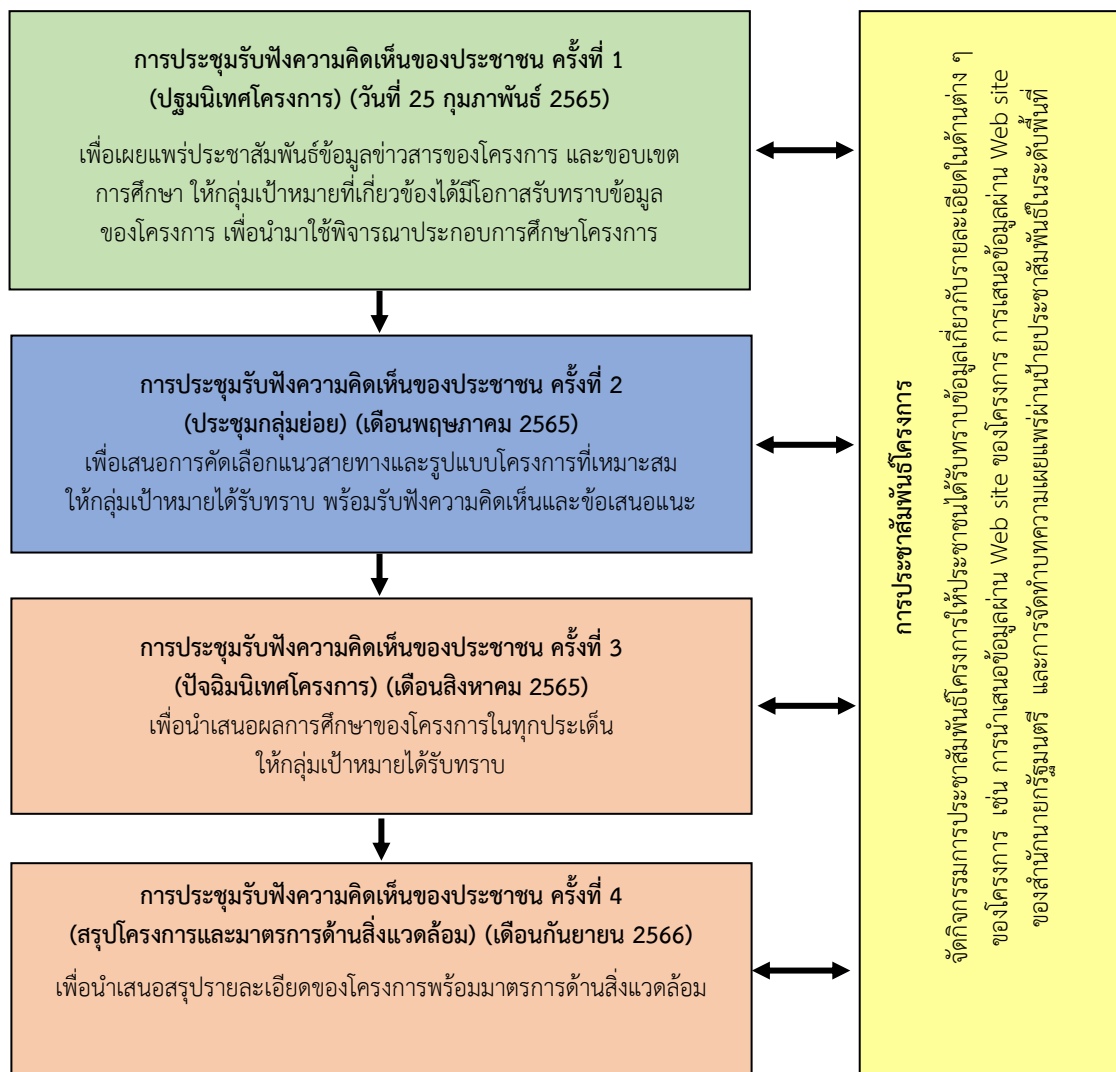 การประชุมรับฟังความคิดเห็นของประชาชน ครั้งที่ 1
(ปฐมนิเทศโครงการ) (วันที่ 25 กุมภาพันธ์ 2565)
เพื่อเผยแพร่ประชาสัมพันธ์ข้อมูลข่าวสารของโครงการ และขอบเขต
การศึกษา ให้กลุ่มเป้าหมายที่เกี่ยวข้องได้มีโอกาสรับทราบข้อมูล
ของโครงการ เพื่อนำมาใช้พิจารณาประกอบการศึกษาโครงการ
การประชุมรับฟังความคิดเห็นของประชาชน ครั้งที่ 2
(ประชุมกลุ่มย่อย) (เดือนพฤษภาคม 2565)
เพื่อเสนอการคัดเลือกแนวสายทางและรูปแบบโครงการที่เหมาะสม
ให้กลุ่มเป้าหมายได้รับทราบ พร้อมรับฟังความคิดเห็นและข้อเสนอแนะ
การประชุมรับฟังความคิดเห็นของประชาชน ครั้งที่ 3
(ปัจฉิมนิเทศโครงการ) (เดือนสิงหาคม 2565)
เพื่อนำเสนอผลการศึกษาของโครงการในทุกประเด็น
ให้กลุ่มเป้าหมายได้รับทราบ
การประชุมรับฟังความคิดเห็นของประชาชน ครั้งที่ 4
(สรุปโครงการและมาตรการด้านสิ่งแวดล้อม) (เดือนกันยายน 2566)
เพื่อนำเสนอสรุปรายละเอียดของโครงการพร้อมมาตรการด้านสิ่งแวดล้อม
การประชาสัมพันธ์โครงการ
จัดกิจกรรมการประชาสัมพันธ์โครงการให้ประชาชนได้รับทราบข้อมูลเกี่ยวกับรายละเอียดในด้านต่าง ๆ
ของโครงการ เช่น การนำเสนอข้อมูลผ่าน Web site ของโครงการ การเสนอข้อมูลผ่าน Web site
ของสำนักนายกรัฐมนตรี และการจัดทำบทความเผยแพร่ผ่านป้ายประชาสัมพันธ์ในระดับพื้นที่